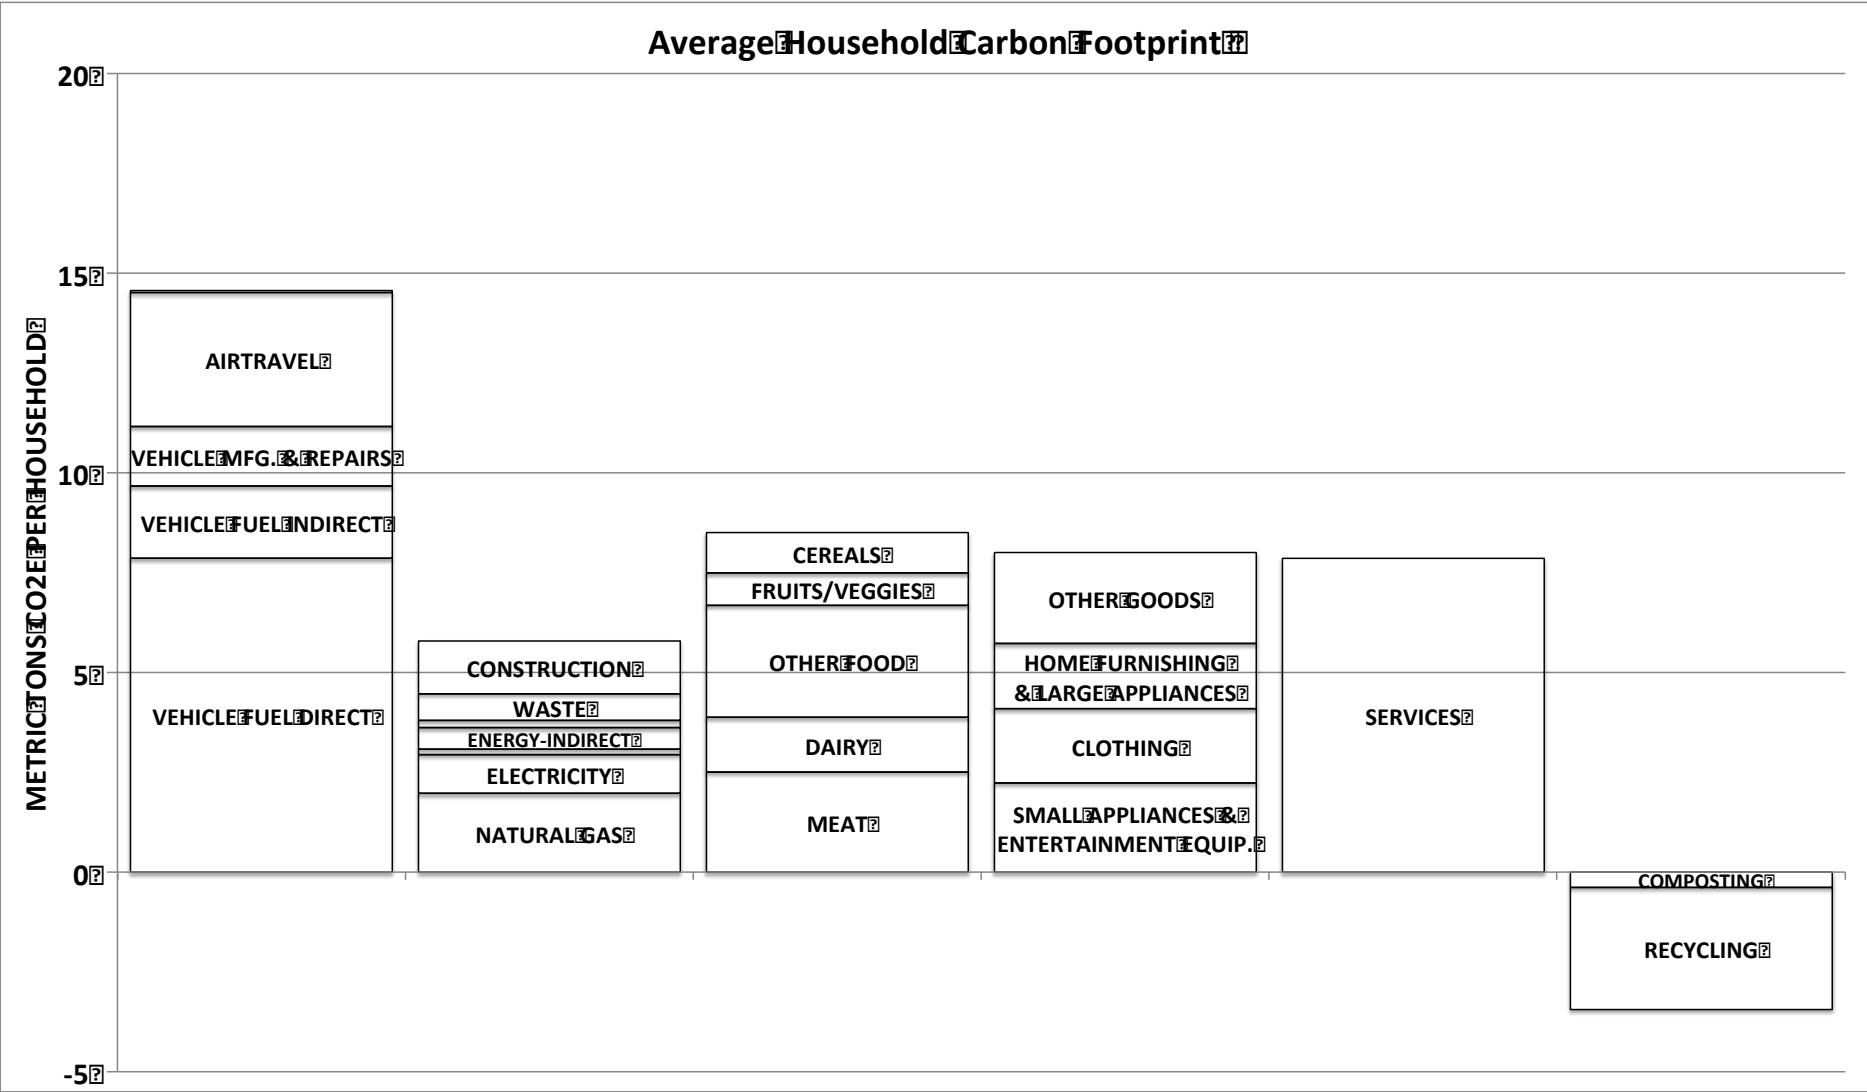 Average Household Carbon Footprint
20
15
10
5
0
-5
METRIC TONS CO2E PER HOUSEHOLD
AIRTRAVEL
VEHICLE MFG. & REPAIRS
VEHICLE FUEL INDIRECT
VEHICLE FUEL DIRECT
CONSTRUCTION
WASTE
ENERGY-INDIRECT
ELECTRICITY
NATURAL GAS
CEREALS
FRUITS/VEGGIES
OTHER FOOD
DAIRY
MEAT
OTHER GOODS
HOME FURNISHING
& LARGE APPLIANCES
CLOTHING
SMALL APPLIANCES &
ENTERTAINMENT EQUIP.
SERVICES
COMPOSTING
RECYCLING